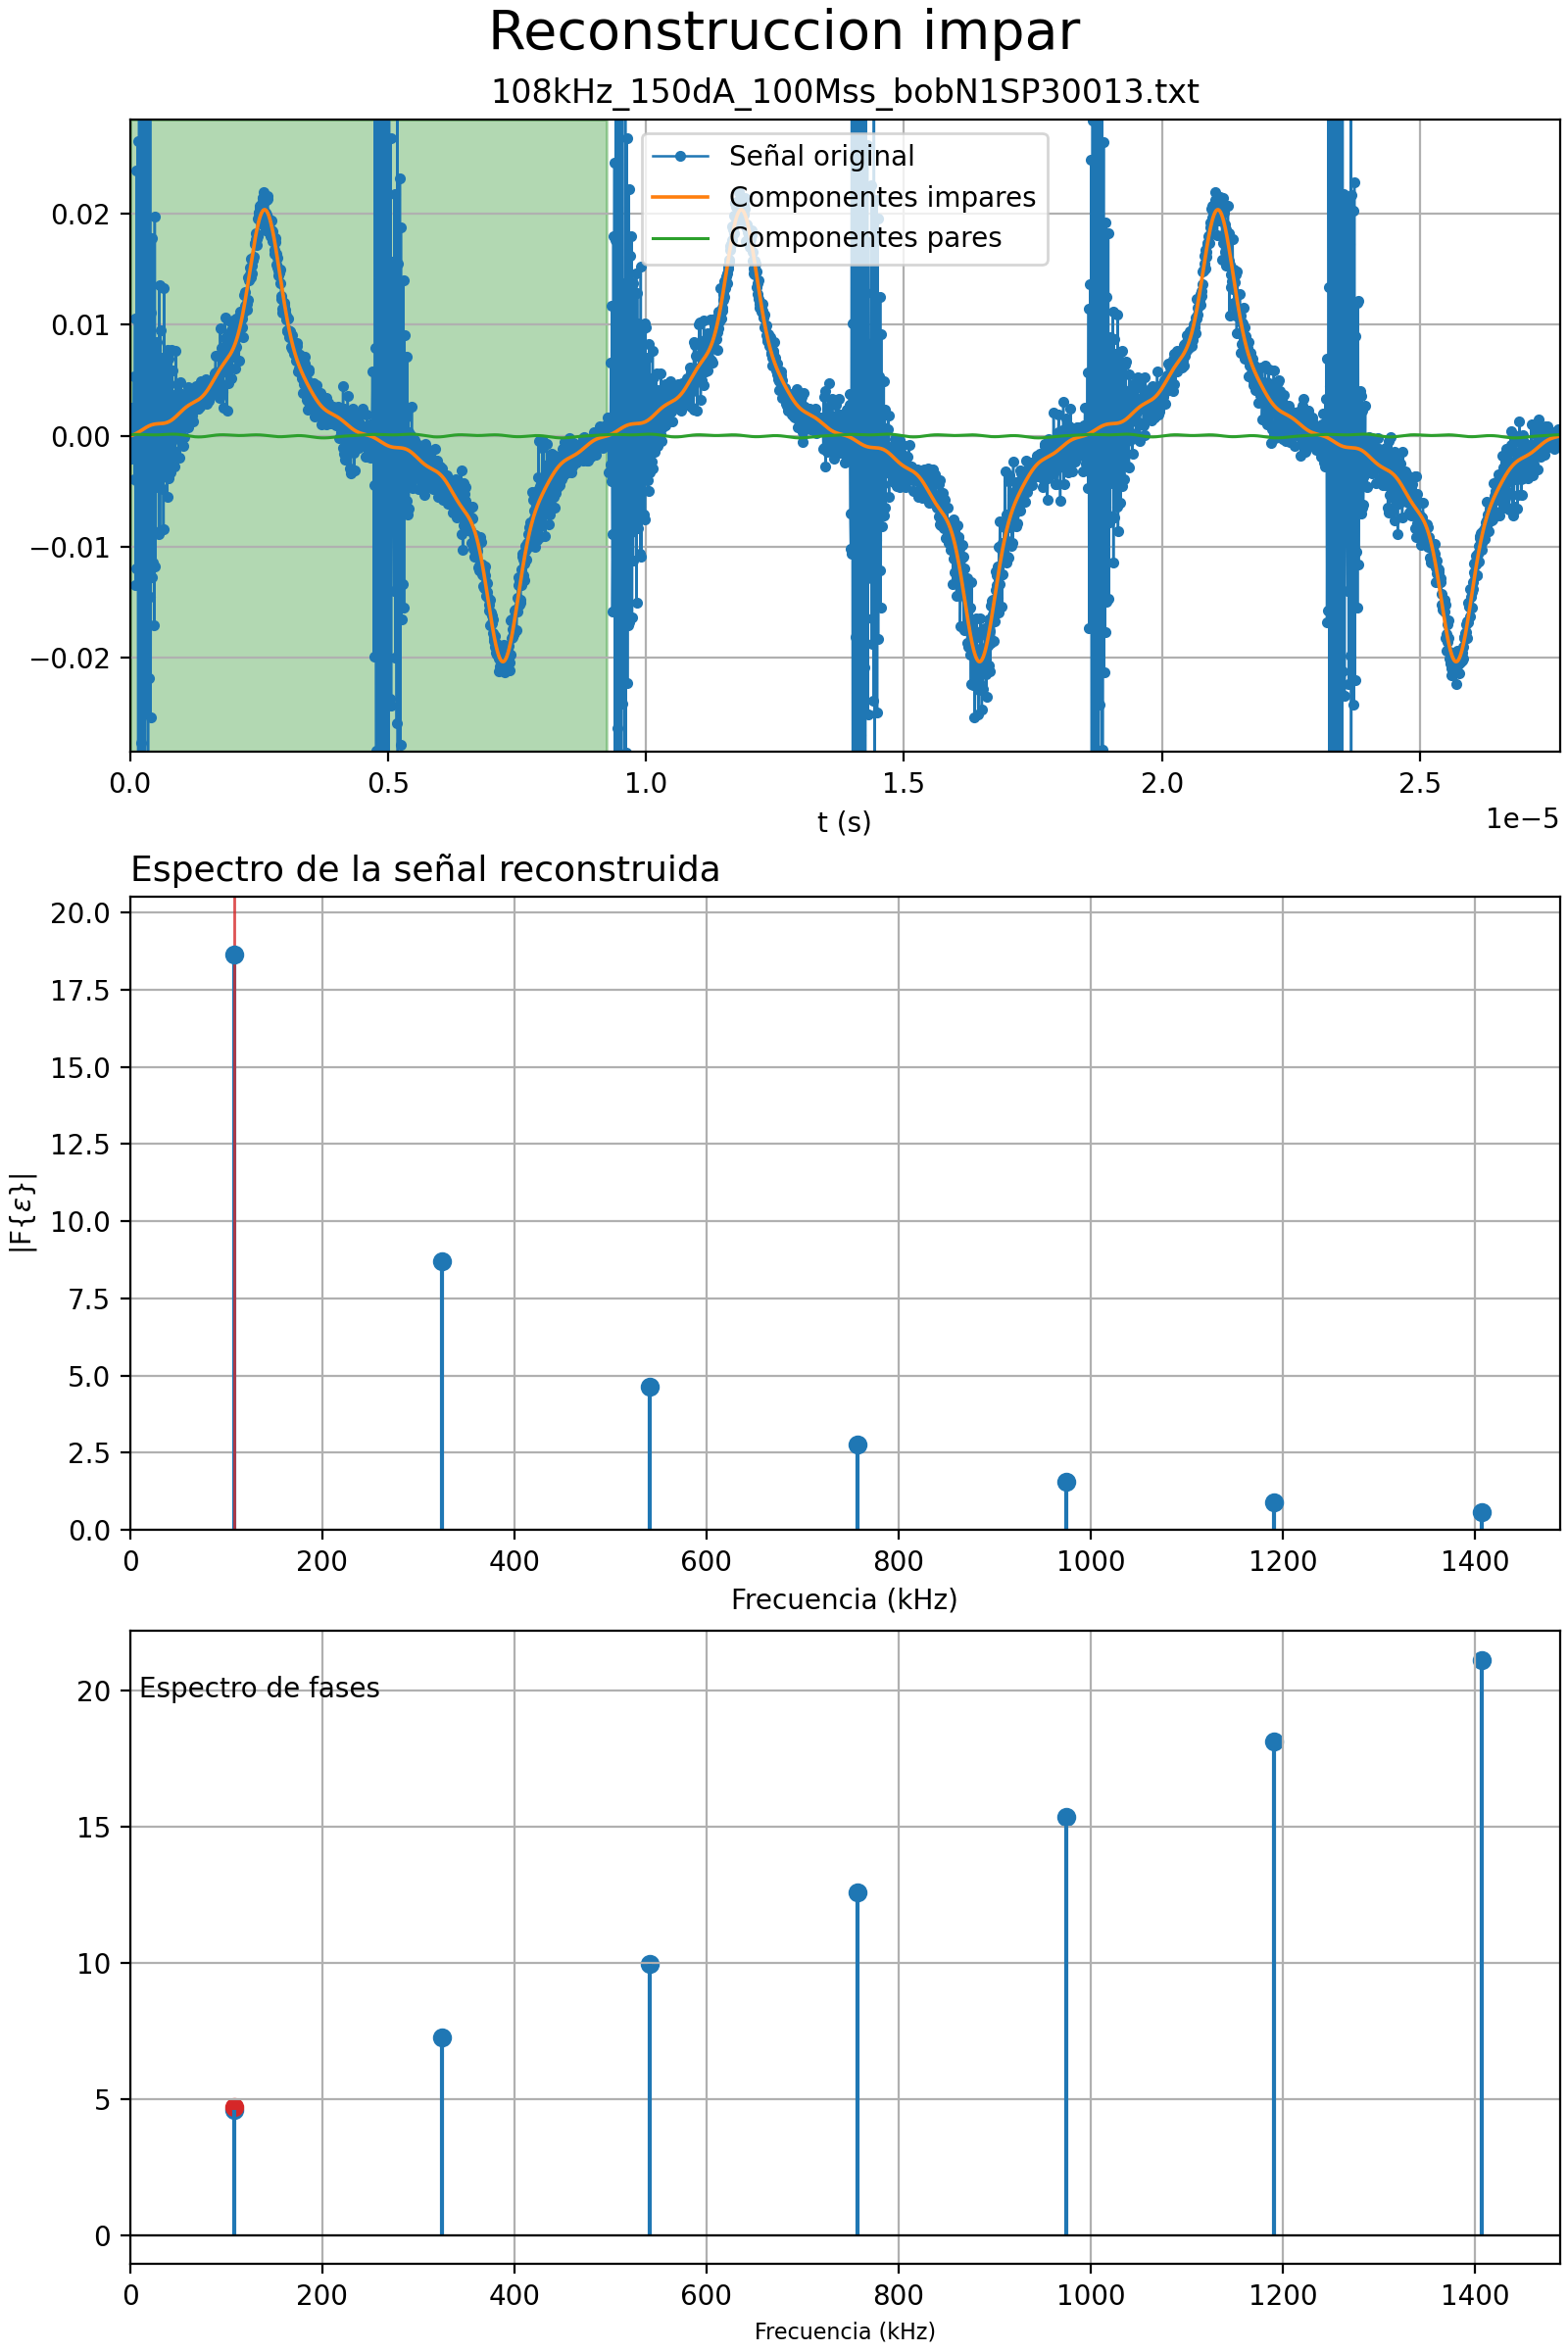 Reconstruccion impar
108kHz_150dA_100Mss_bobN1SP30013.txt
Señal original
Componentes impares
Componentes pares
0.02
0.01
0.00
−0.01
−0.02
0.0 0.5 1.0 1.5 2.0 2.5
t (s)
1e−5
Espectro de la señal reconstruida
20.0
17.5
15.0
12.5
10.0
7.5
5.0
2.5
0.0
|F{ε}|
0 200 400 600 800 1000 1200 1400
Frecuencia (kHz)
Espectro de fases
20
15
10
5
0
0 200 400 600 800 1000 1200 1400
Frecuencia (kHz)